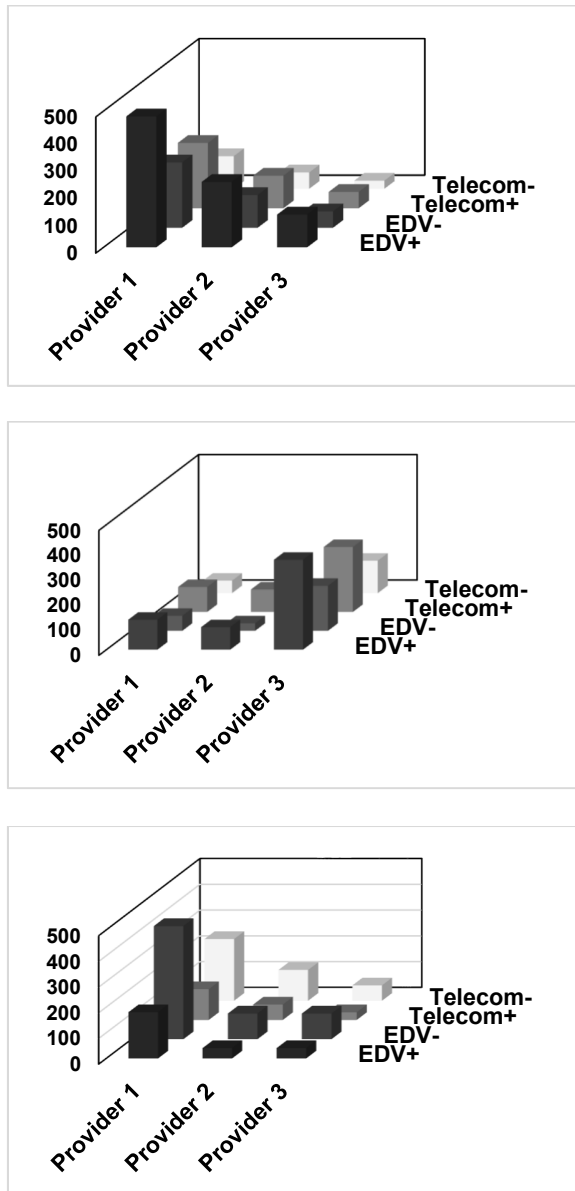 500
400
300
200
100
0
Telecom-
Telecom+
EDV-
EDV+
Provider 1
Provider 2
Provider 3
500
400
300
200
100
0
Telecom-
Telecom+
EDV-
EDV+
Provider 1
Provider 2
Provider 3
500
400
300
200
100
0
Telecom-
Telecom+
EDV-
EDV+
Provider 1
Provider 2
Provider 3